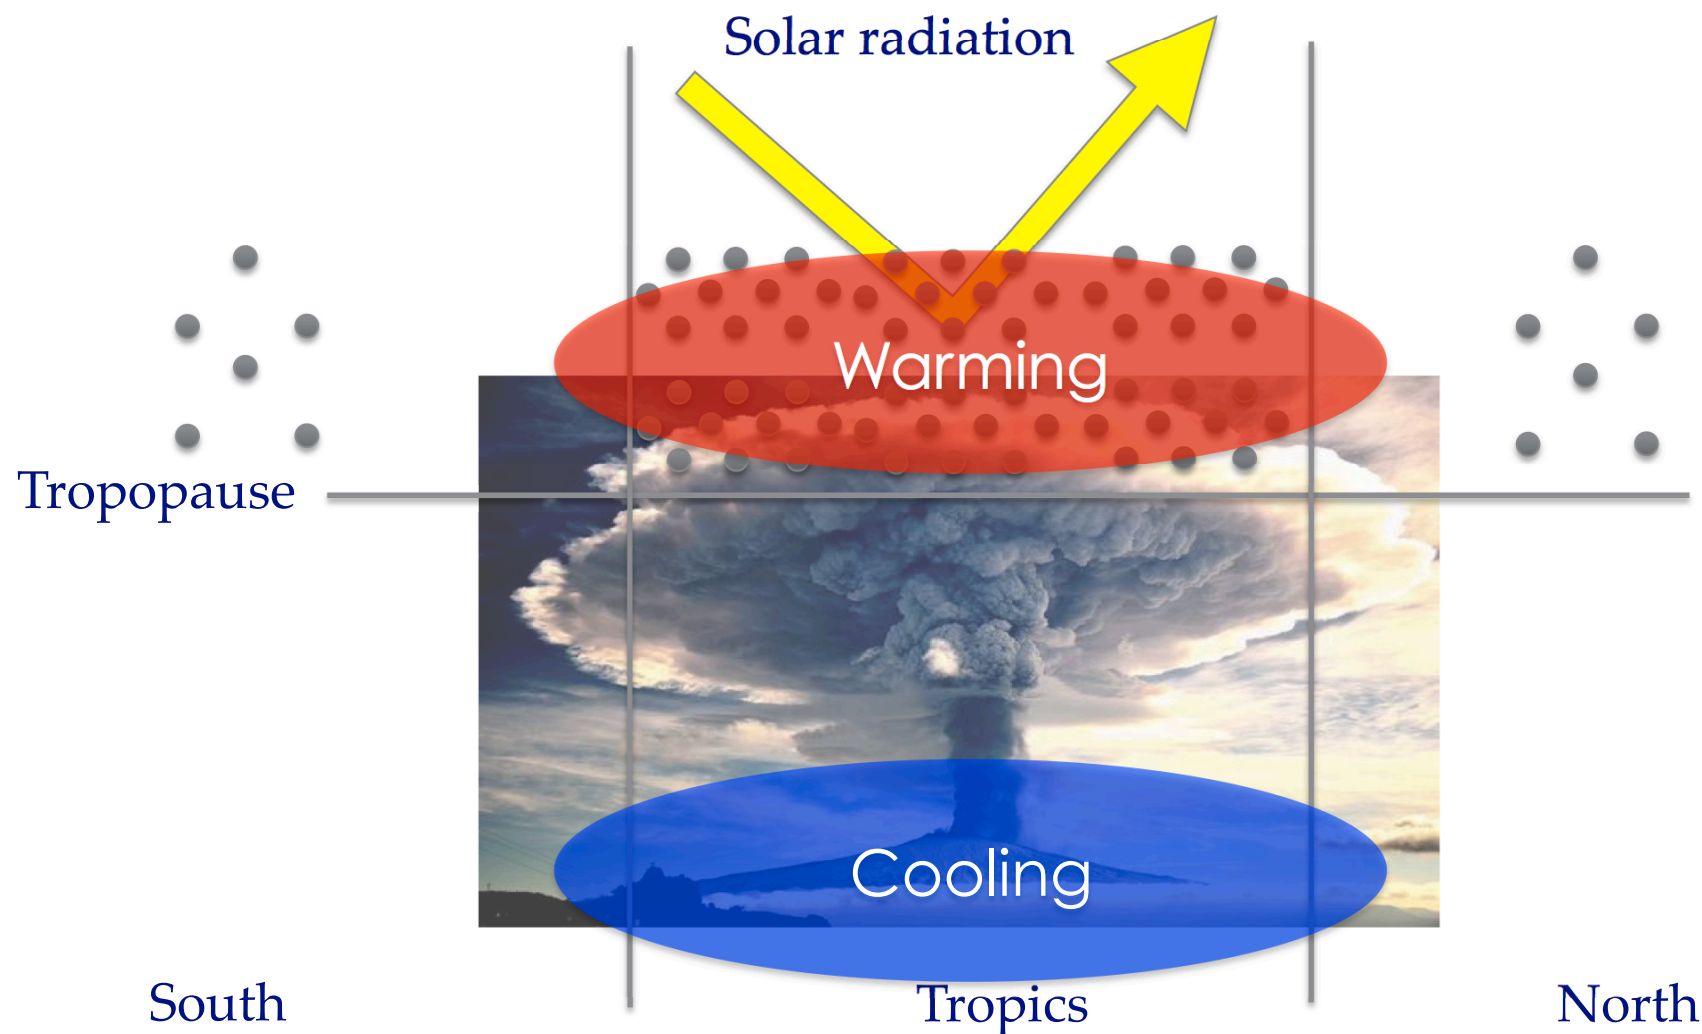 Solar radiation
Warming
Tropopause
Cooling
South
Tropics
North